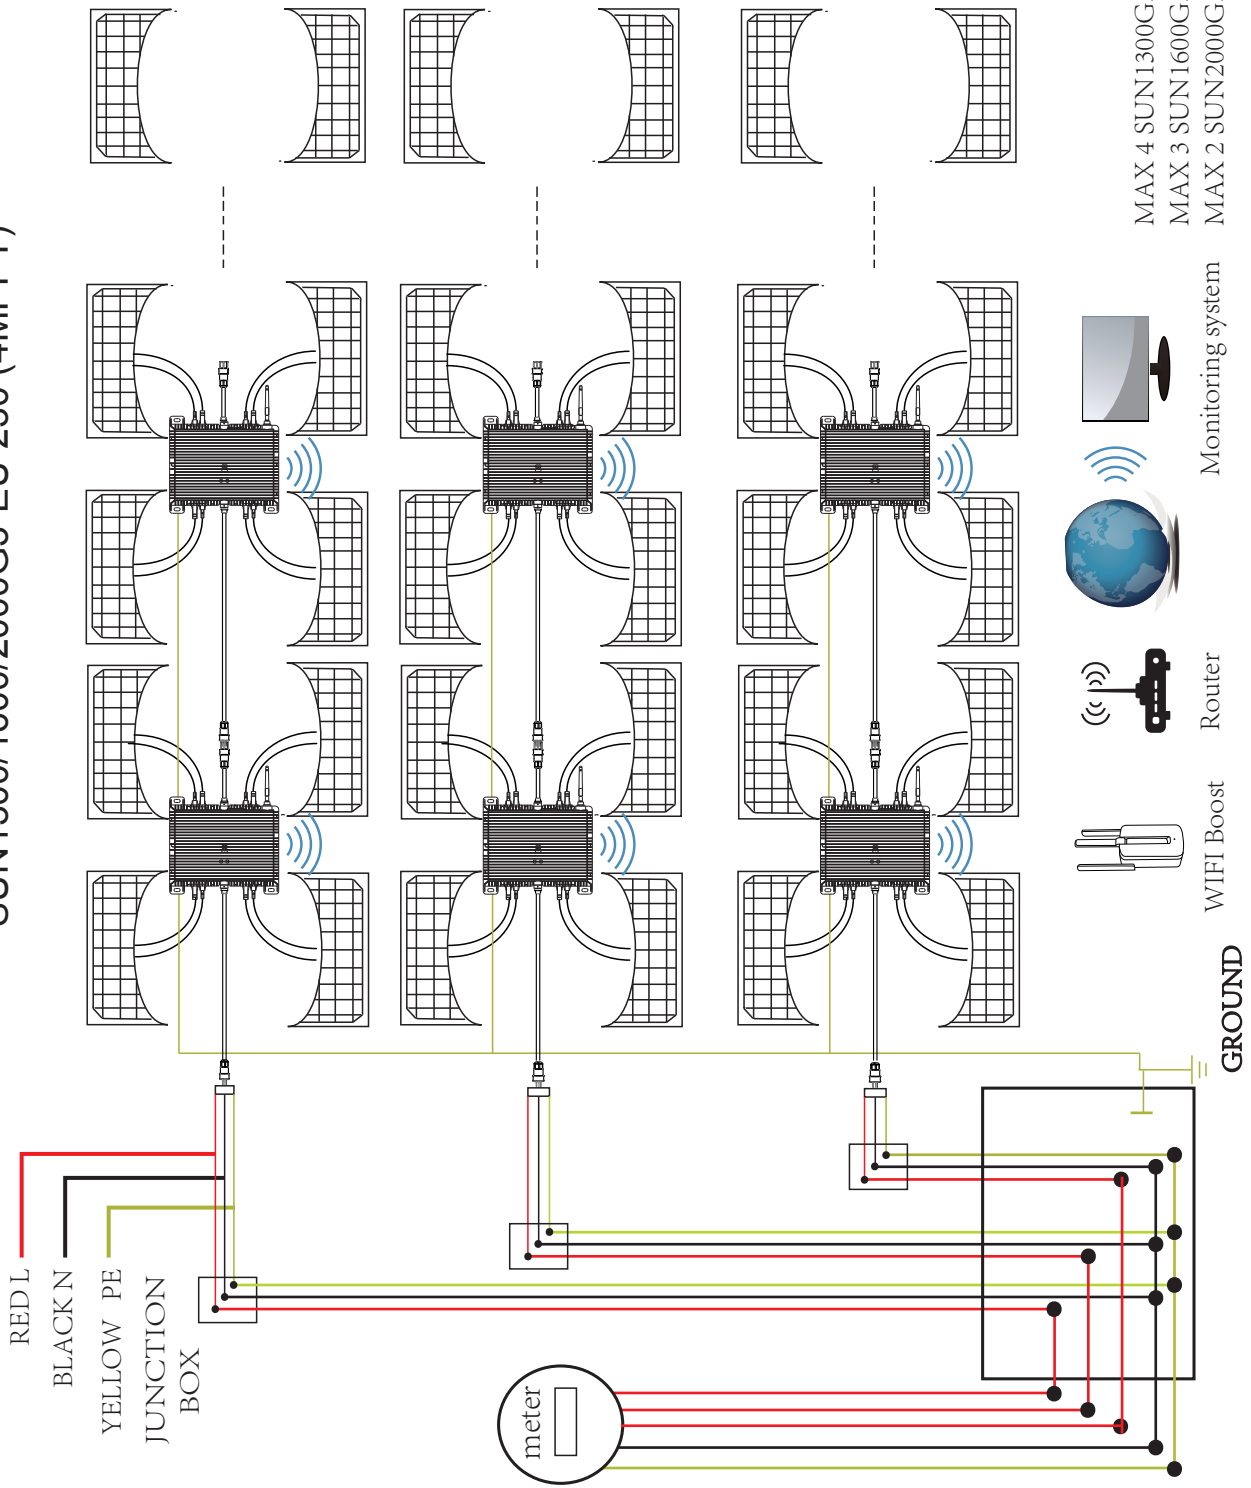 RED L
BLACK N
YELLOW PE
JUNCTION
BOX
meter
GROUND
WIFI Boost
Router
Monitoring system
MAX 4 SUN1300G
MAX 3 SUN1600G
MAX 2 SUN2000G